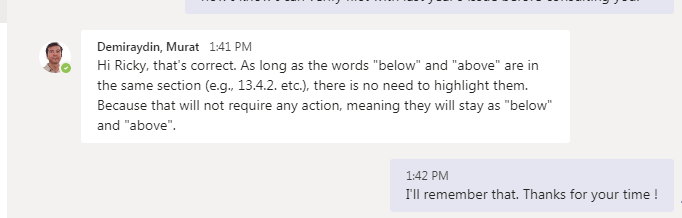 Demiraydin, Murat 1:41 PM
Hi Ricky, that's correct. As long as the words "below" and "above" are in
the same section (e.g., 13.4.2. etc.), there is no need to highlight them.
Because that will not require any action, meaning they will stay as "below"
and "above".
1:42 PM
I'll remember that. Thanks for your time !